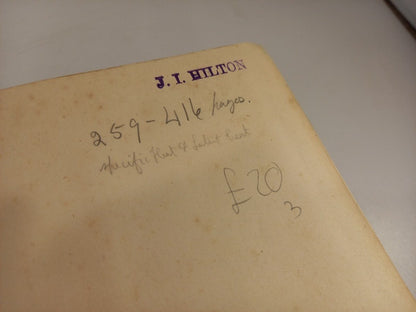 J. I. HILTON
259-416 pages.
specific Heat & Latent Heat
£20
3